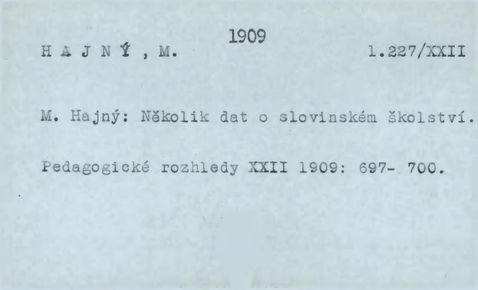 1909
H A J N Ý , M. 1.227/XXII
M. Hajný: Několik dat o slovinském školství.
Pedagogické rozhledy XXII 1909: 697- 700.